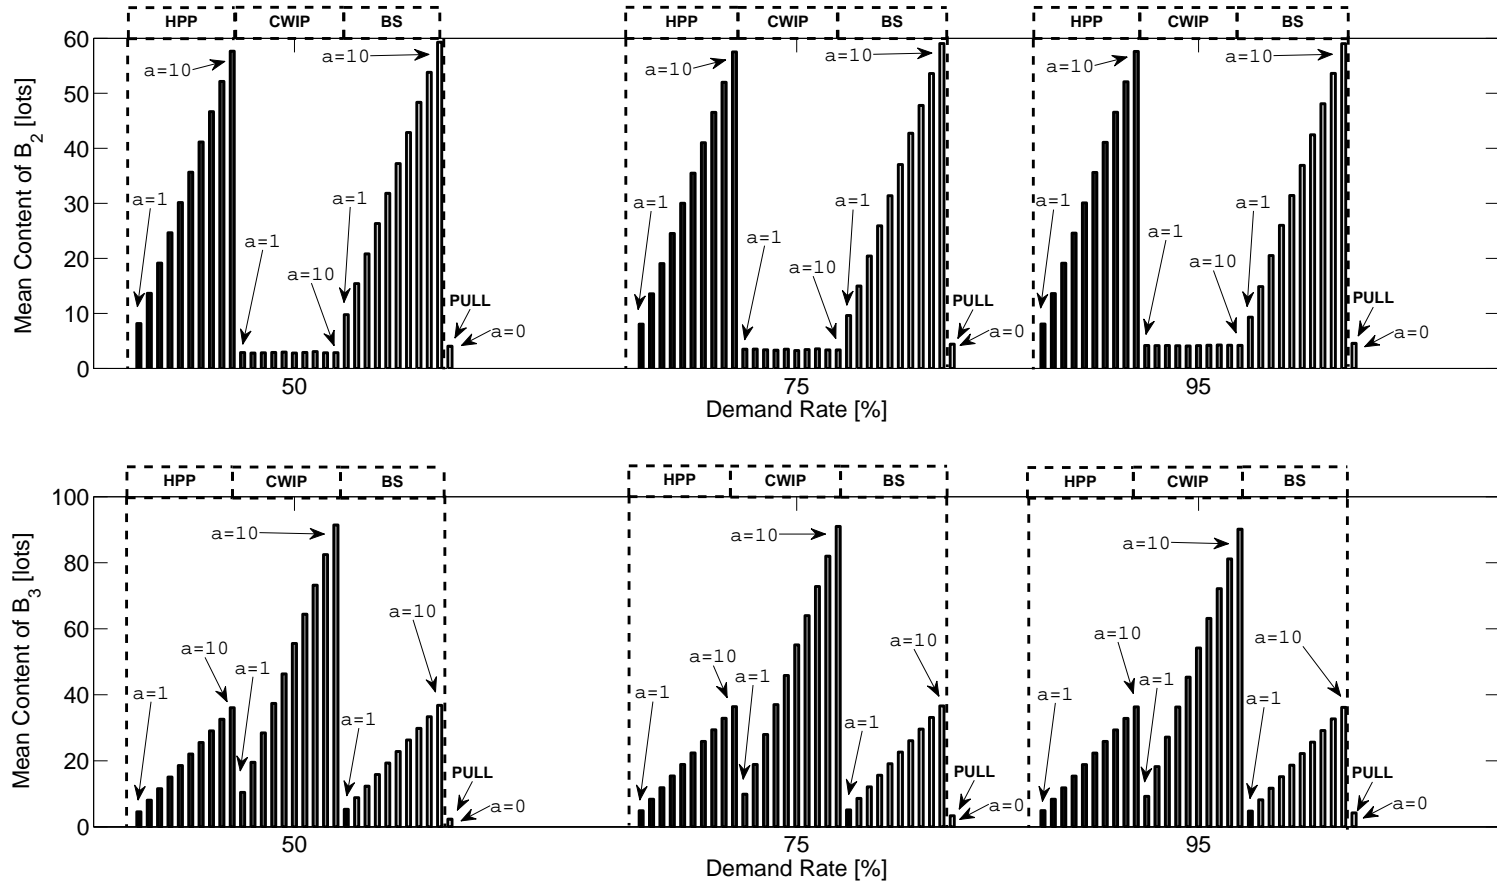 HPP CWIP BS HPP CWIP BS HPP CWIP BS
60
50
40
30
20
10
0
Mean Content of B2 [lots]
a=10 a=10 a=10 a=10 a=10 a=10
a=1 a=1 a=1 a=1 a=1 a=1
a=1 a=1 a=1
a=10 a=10 a=10
PULL PULL PULL
a=0 a=0 a=0
50 75 95
Demand Rate [%]
HPP CWIP BS HPP CWIP BS HPP CWIP BS
100
80
60
40
20
0
Mean Content of B3 [lots]
a=10 a=10 a=10
a=10 a=10 a=10 a=10 a=10 a=10
a=1 a=1 a=1 a=1 a=1 a=1
a=1 a=1 a=1
PULL PULL PULL
a=0 a=0 a=0
50 75 95
Demand Rate [%]